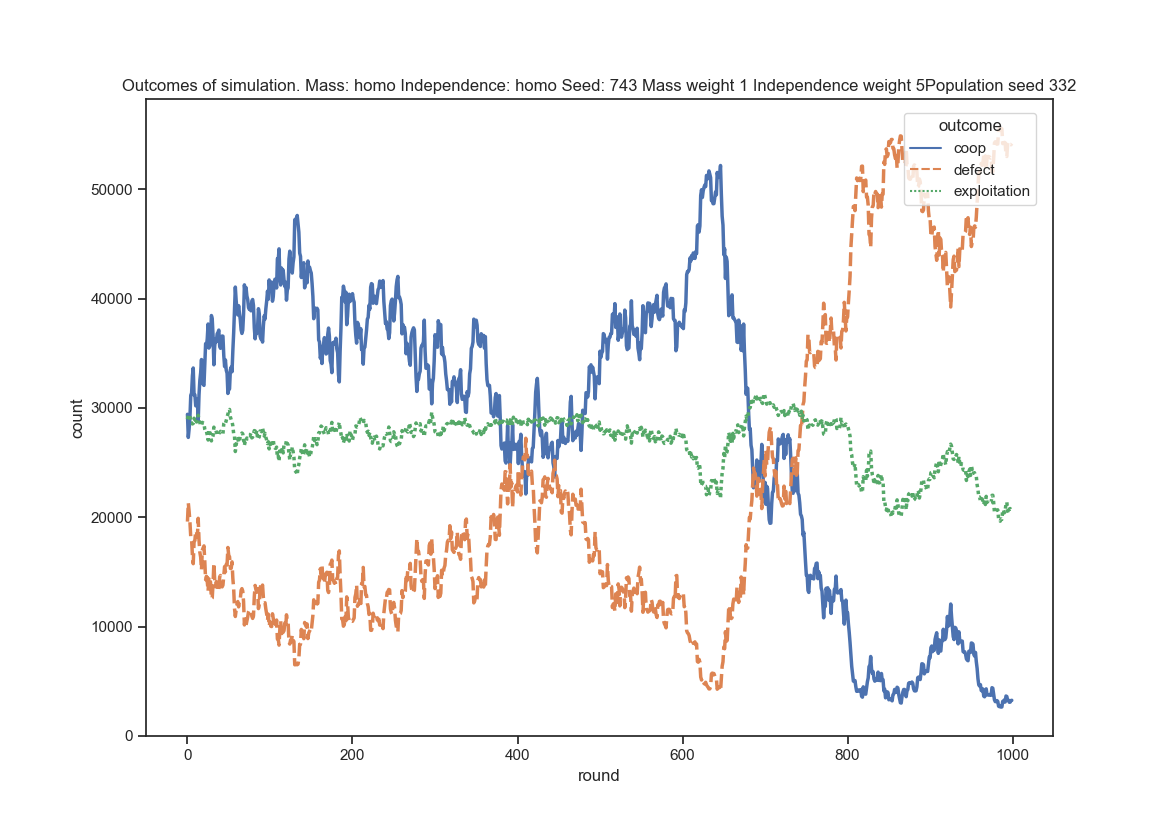 Outcomes of simulation. Mass: homo Independence: homo Seed: 743 Mass weight 1 Independence weight 5Population seed 332
outcome
coop
defect
exploitation
50000
40000
30000
20000
10000
0
count
0 200 400 600 800 1000
round